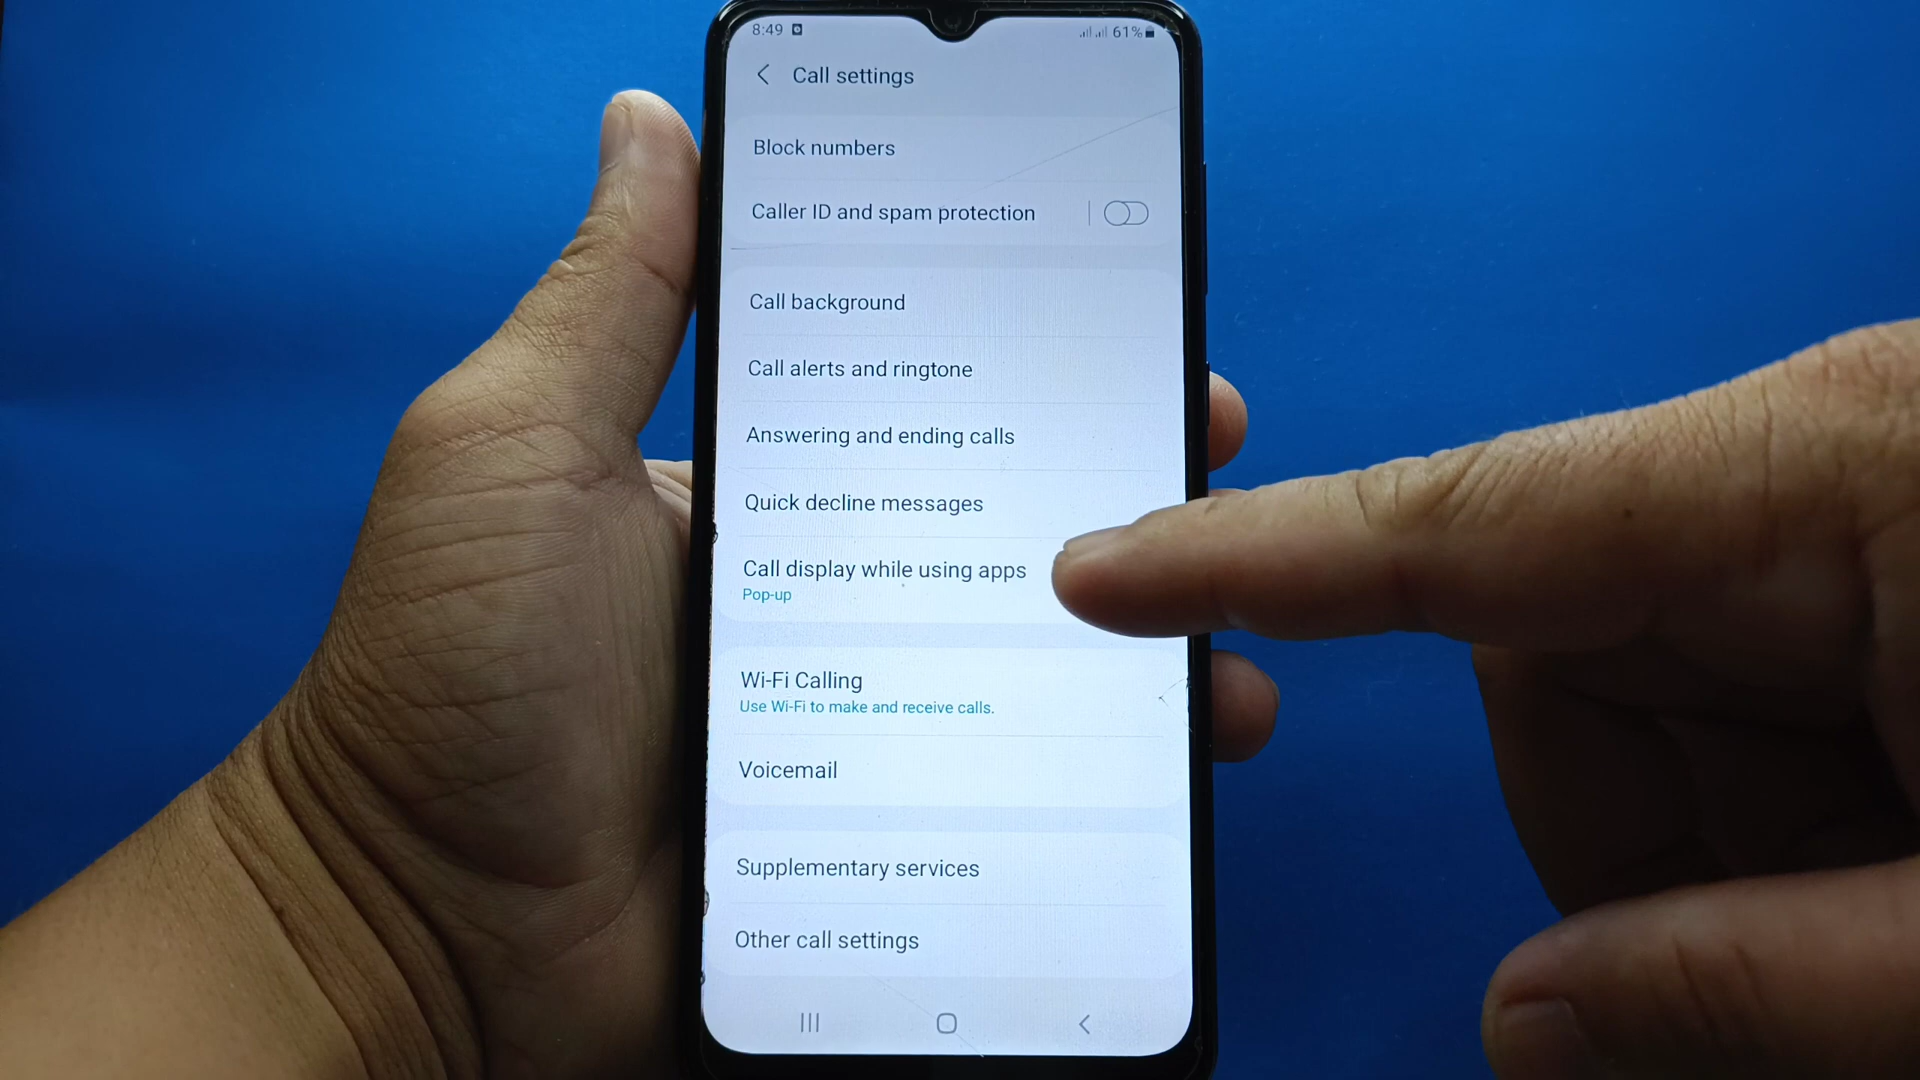 8:49 61%
Call settings
Block numbers
Caller ID and spam protection
Call background
Call alerts and ringtone
Answering and ending calls
Quick decline messages
Call display while using apps
Pop-up
Wi-Fi Calling
Use Wi-Fi to make and receive calls.
Voicemail
Supplementary services
Other call settings